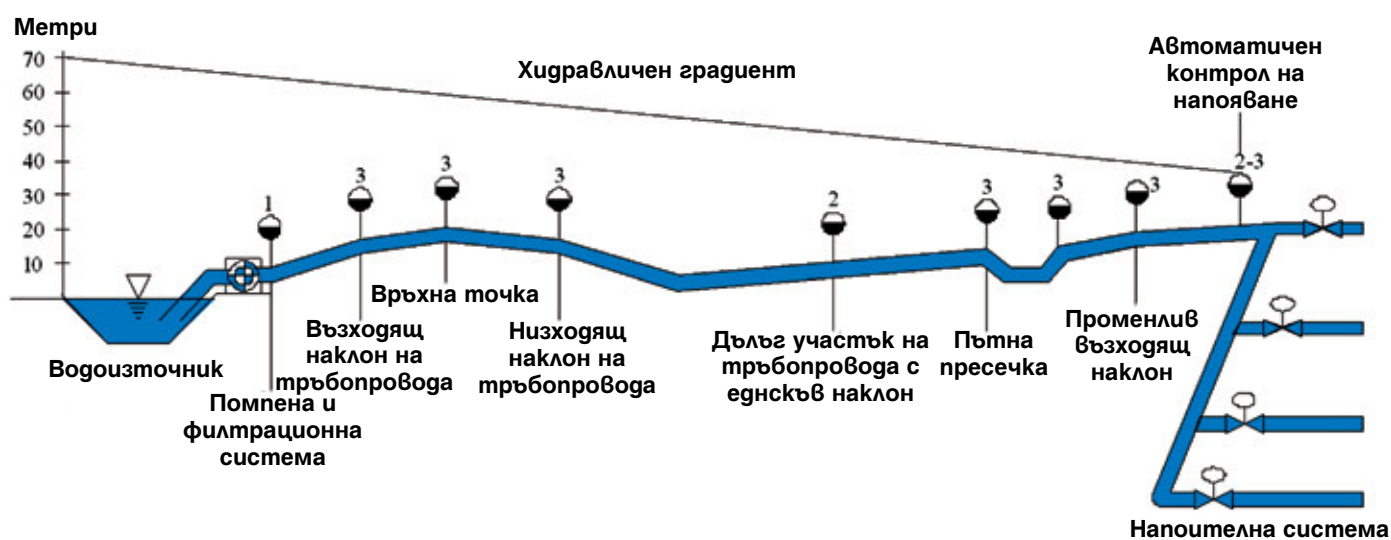 Метри
70
60
50
40
30
20
10
Хидравличен градиент
Автоматичен
контрол на
напояване
1
3
3
3
2
3
3
3
2-3
Водоизточник
Помпена и
филтрационна
система
Възходящ
наклон на
тръбопровода
Връхна точка
Низходящ
наклон на
тръбопровода
Дълъг участък на
тръбопровода с
еднскъв наклон
Пътна
пресечка
Променлив
възходящ
наклон
Напоителна система